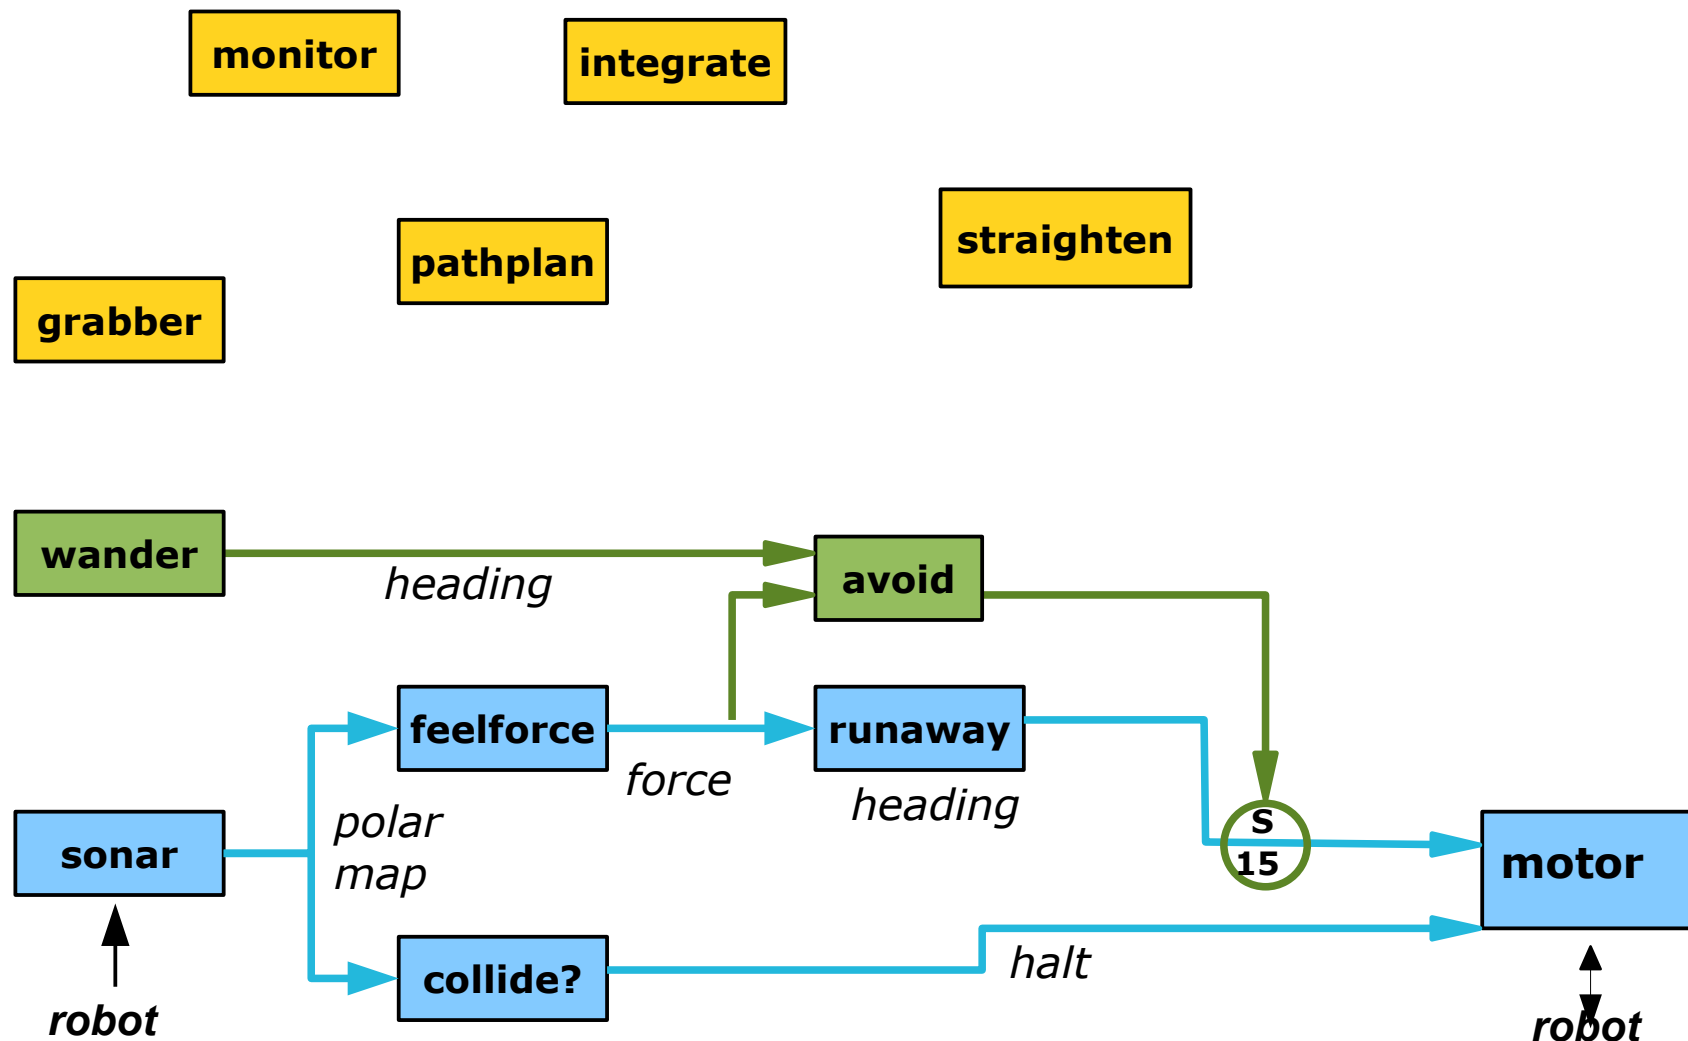 monitor
integrate
straighten
pathplan
grabber
wander
heading
avoid
feelforce
force
runaway
heading
S
15
sonar
polar
map
motor
collide?
halt
robot
robot